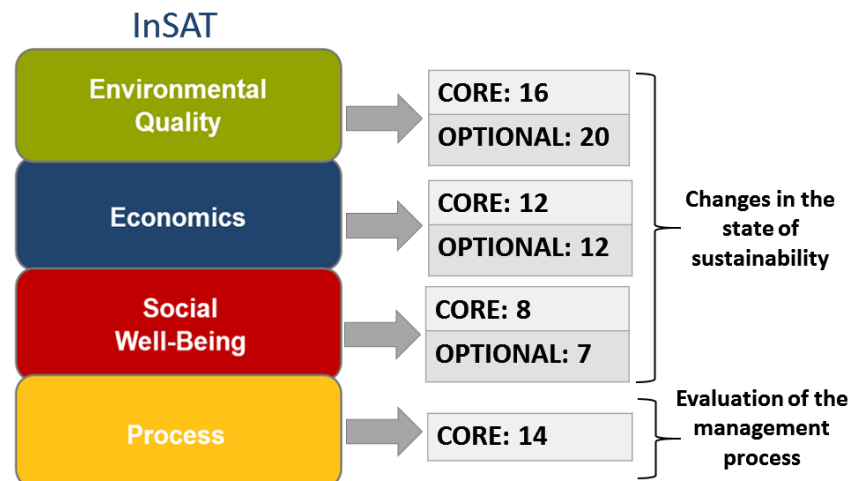 InSAT
Environmental
Quality
CORE: 16
OPTIONAL: 20
Economics
CORE: 12
OPTIONAL: 12
Social
Well-Being
CORE: 8
OPTIONAL: 7
Changes in the
state of
sustainability
Process
CORE: 14
Evaluation of the
management
process